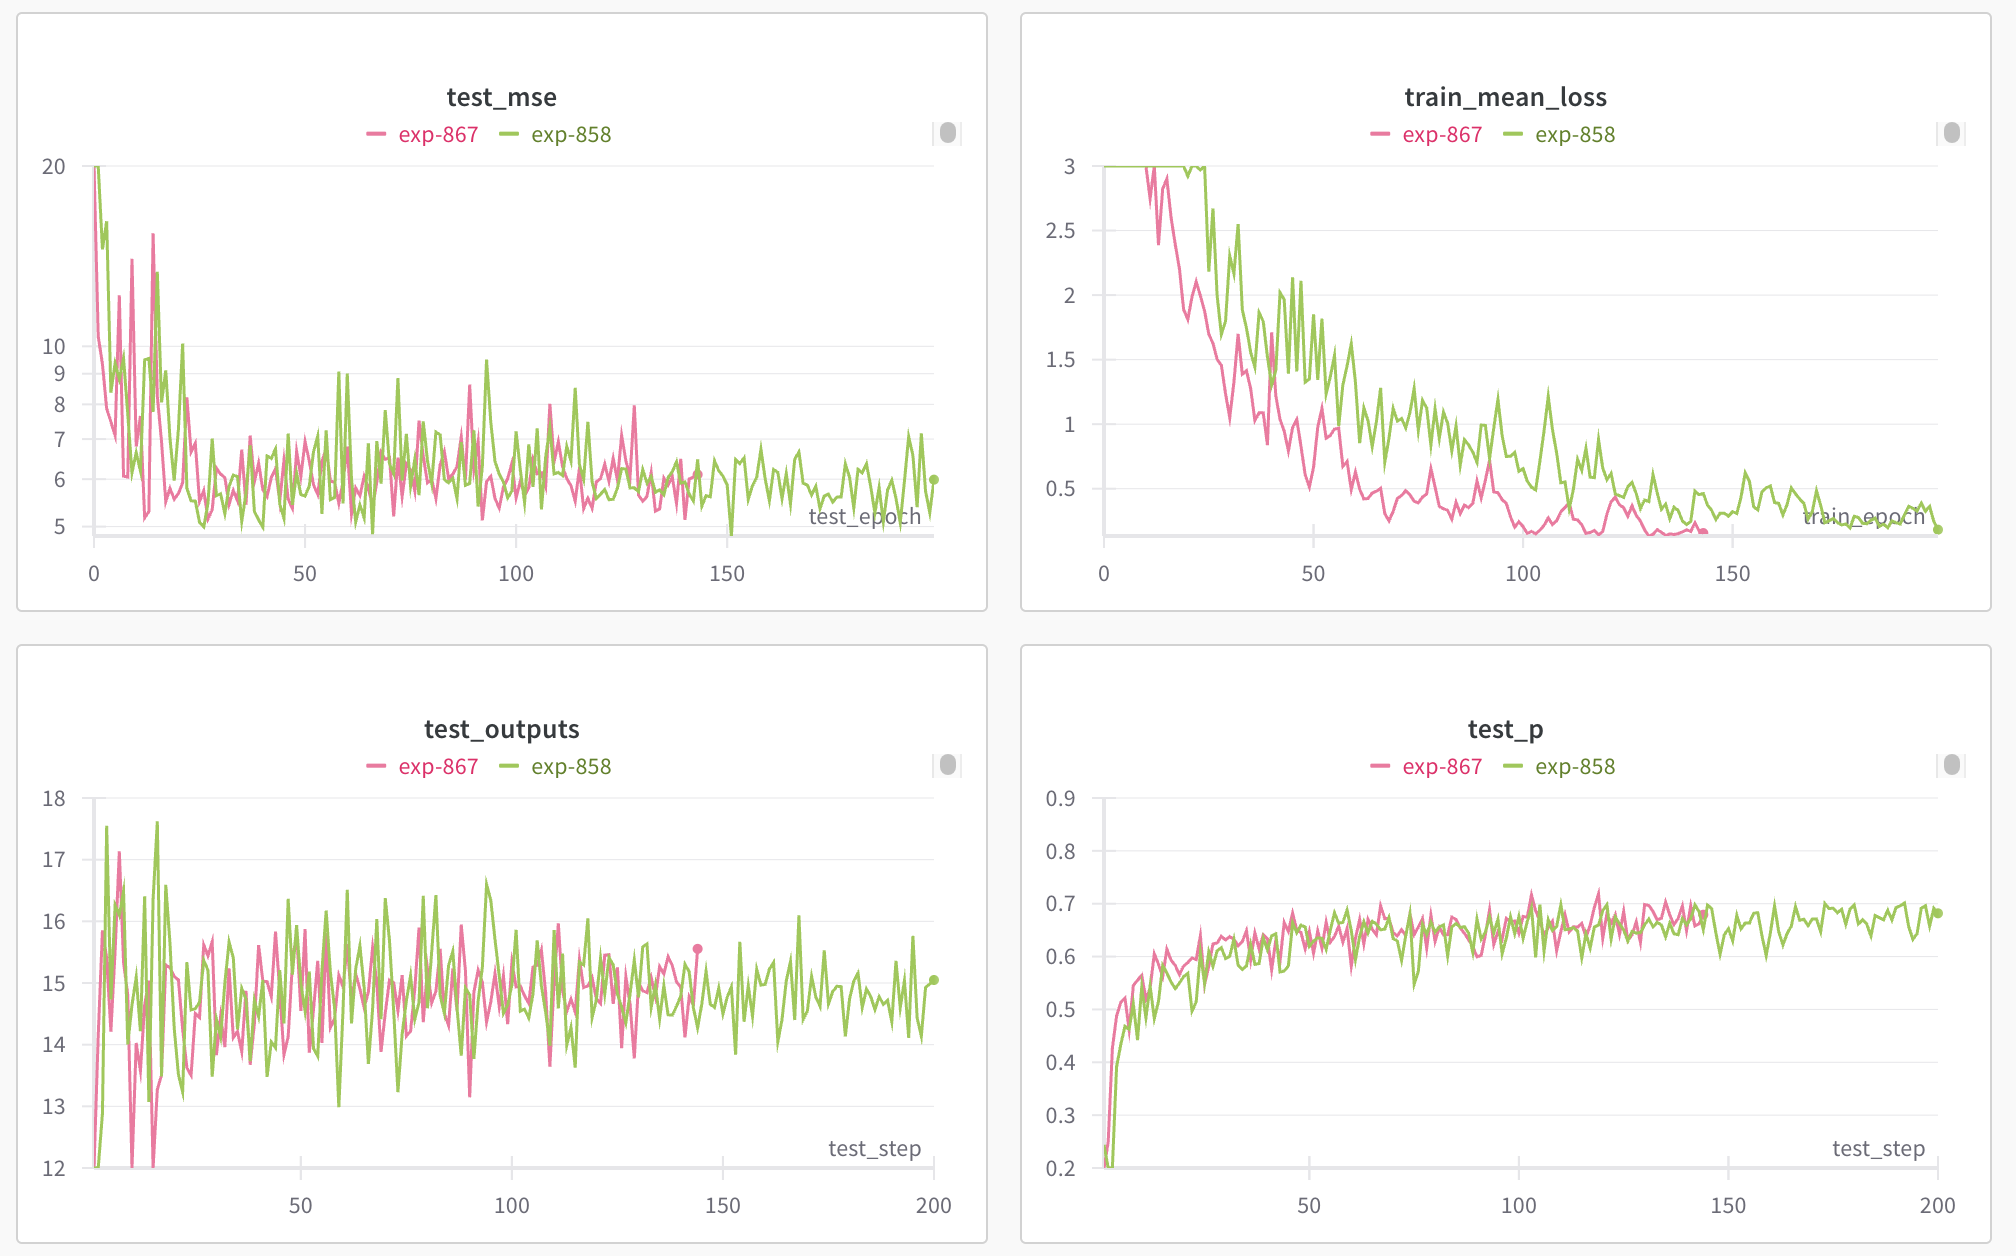 test_mse
exp-867 exp-858
20
10
9
8
7
6
5
test_epoch
0 50 100 150
train_mean_loss
exp-867 exp-858
3
2.5
2
1.5
1
0.5
train_epoch
0 50 100 150
test_outputs
exp-867 exp-858
18
17
16
15
14
13
12
test_step
50 100 150 200
test_p
exp-867 exp-858
0.9
0.8
0.7
0.6
0.5
0.4
0.3
0.2
test_step
50 100 150 200